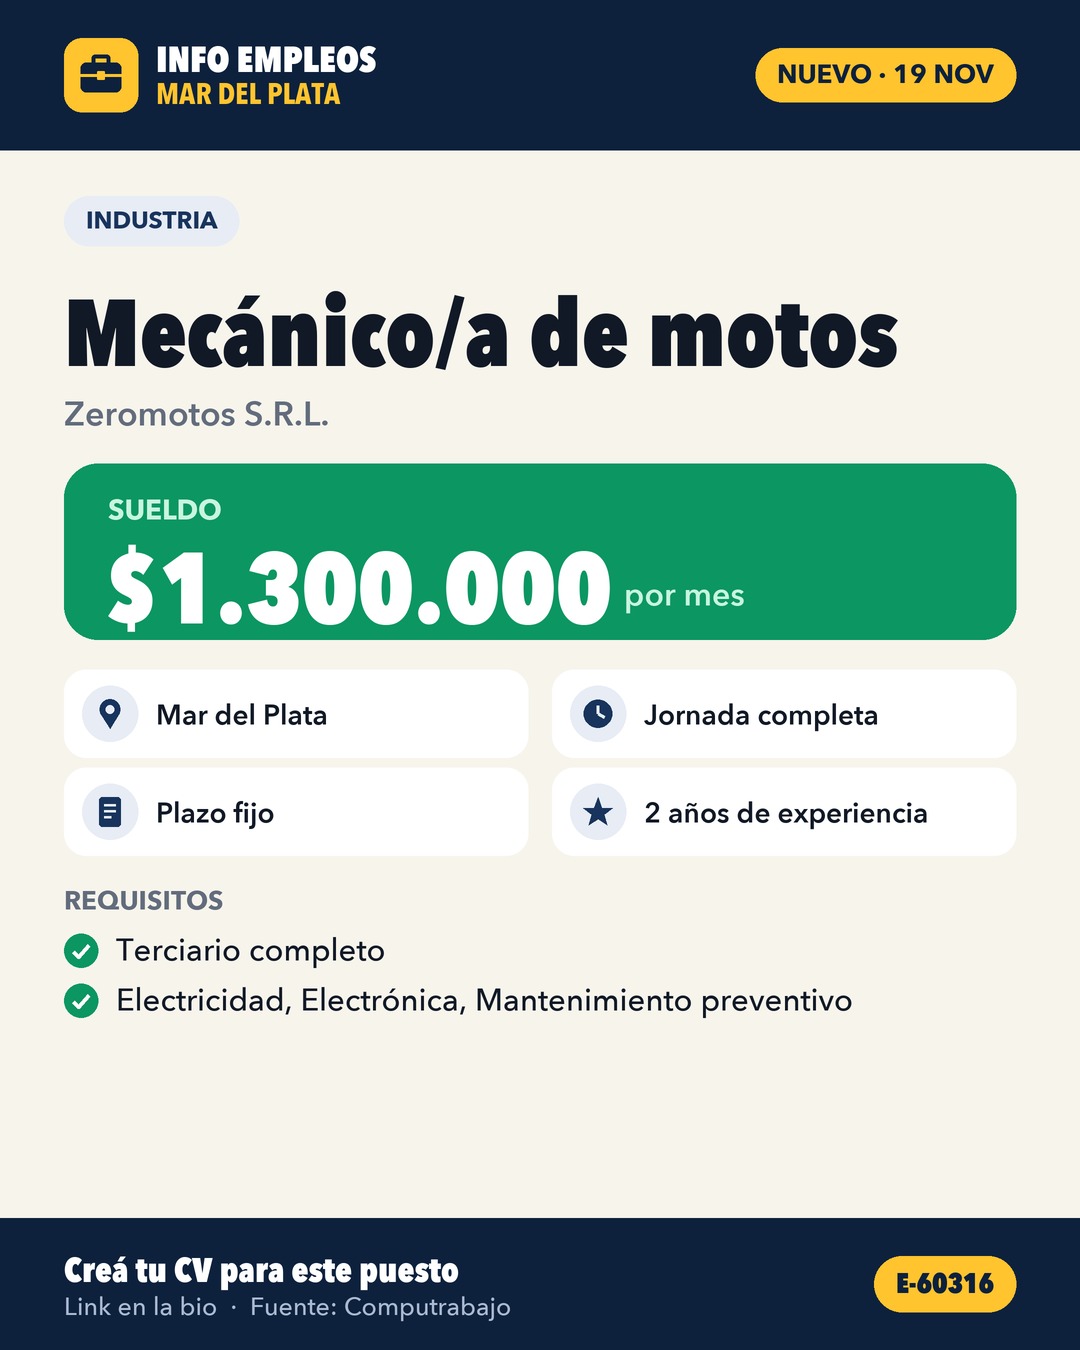 INFO EMPLEOS
MAR DEL PLATA
NUEVO · 19 NOV
INDUSTRIA
Mecánico/a de motos
Zeromotos S.R.L.
SUELDO
$1.300.000 por mes
Mar del Plata
Jornada completa
Plazo fijo
2 años de experiencia
REQUISITOS
Terciario completo
Electricidad, Electrónica, Mantenimiento preventivo
Creá tu CV para este puesto
Link en la bio · Fuente: Computrabajo
E-60316